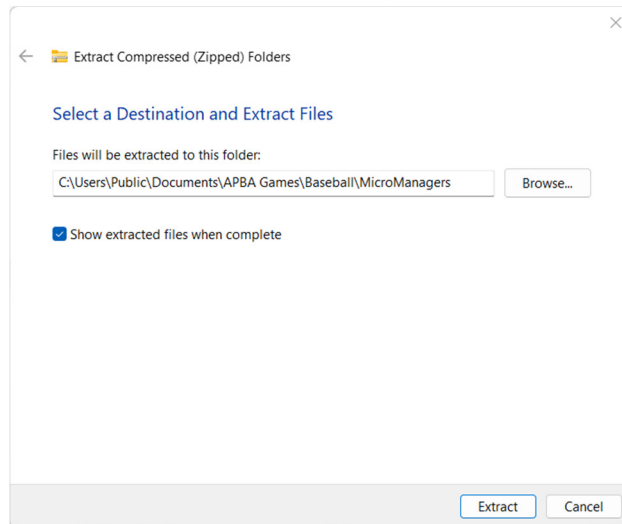 Extract Compressed (Zipped) Folders
Select a Destination and Extract Files
Files will be extracted to this folder:
C:\Users\Public\Documents\APBA Games\Baseball\MicroManagers
Browse...
Show extracted files when complete
Extract
Cancel